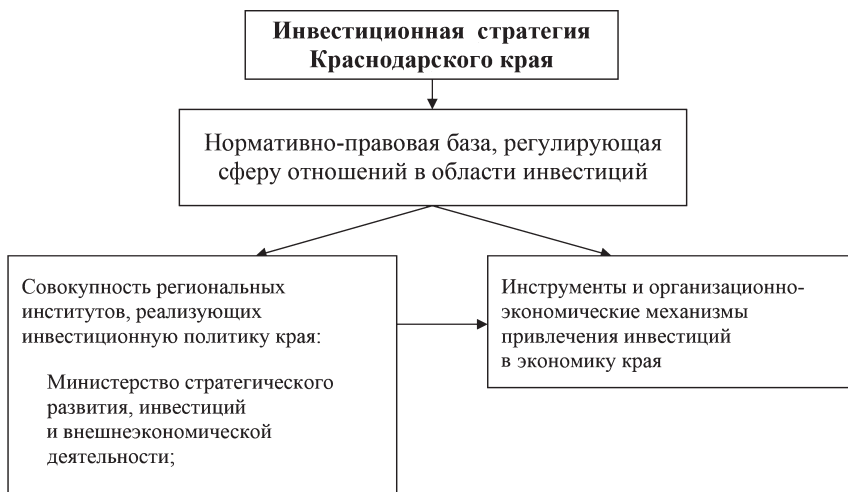 Инвестиционная стратегия
Краснодарского края
Нормативно-правовая база, регулирующая
сферу отношений в области инвестиций
Совокупность региональных
институтов, реализующих
инвестиционную политику края:
Министерство стратегического
развития, инвестиций
и внешнеэкономической
деятельности;
Инструменты и организационно-
экономические механизмы
привлечения инвестиций
в экономику края